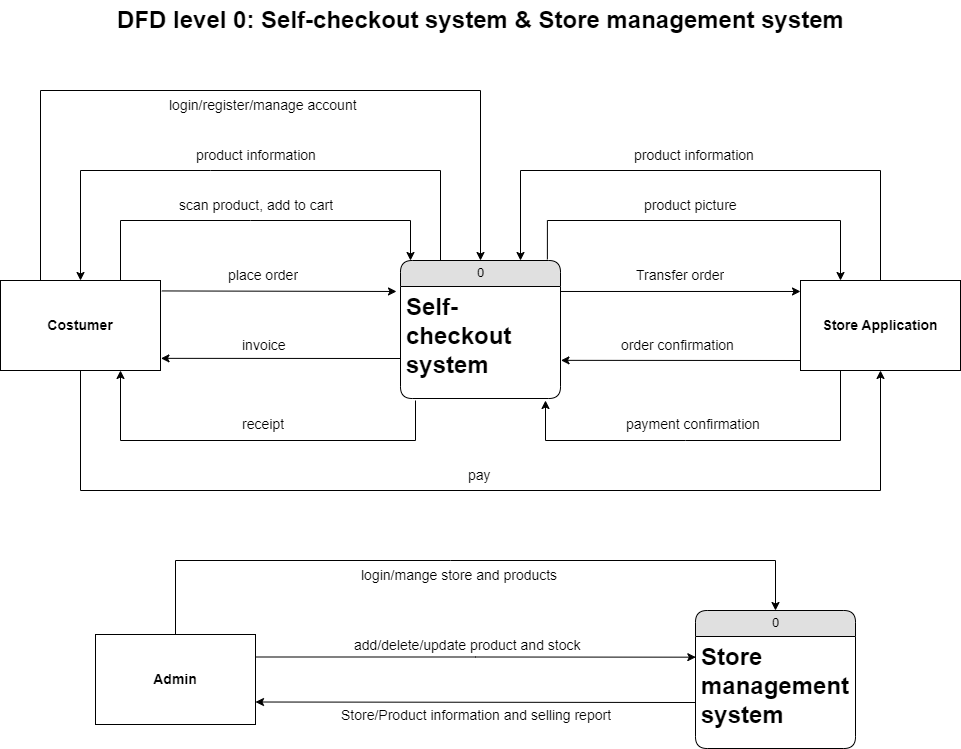 DFD level 0: Self-checkout system & Store management system
login/register/manage account
product information
product information
scan product, add to cart
product picture
0
place order
Transfer order
Self-
checkout
system
Costumer
Store Application
invoice
order confirmation
receipt
payment confirmation
pay
login/mange store and products
0
add/delete/update product and stock
Store
management
system
Admin
Store/Product information and selling report